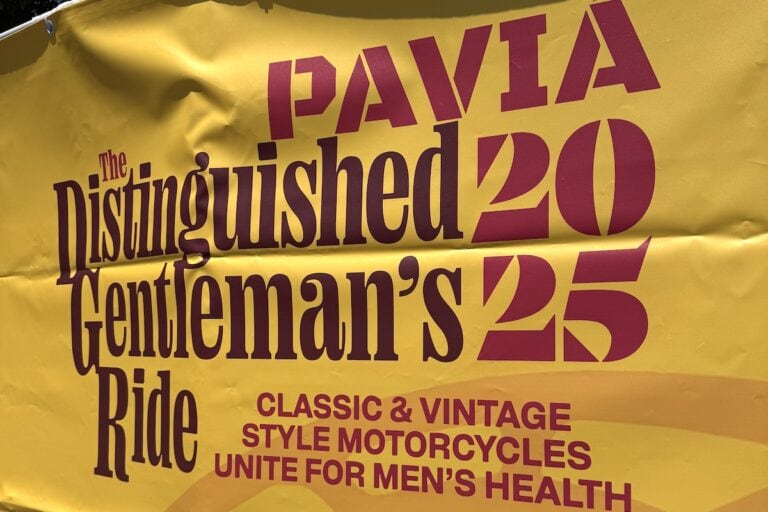 PAVIA
The
Distinguished
Gentleman's
Ride
2025
CLASSIC & VINTAGE
STYLE MOTORCYCLES
UNITE FOR MEN'S HEALTH